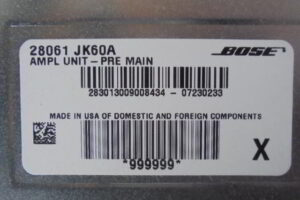 28061 JK60A
BOSE
AMPL UNIT – PRE MAIN
283013009008434 – 07230233
MADE IN USA OF DOMESTIC AND FOREIGN COMPONENTS
*999999*
X